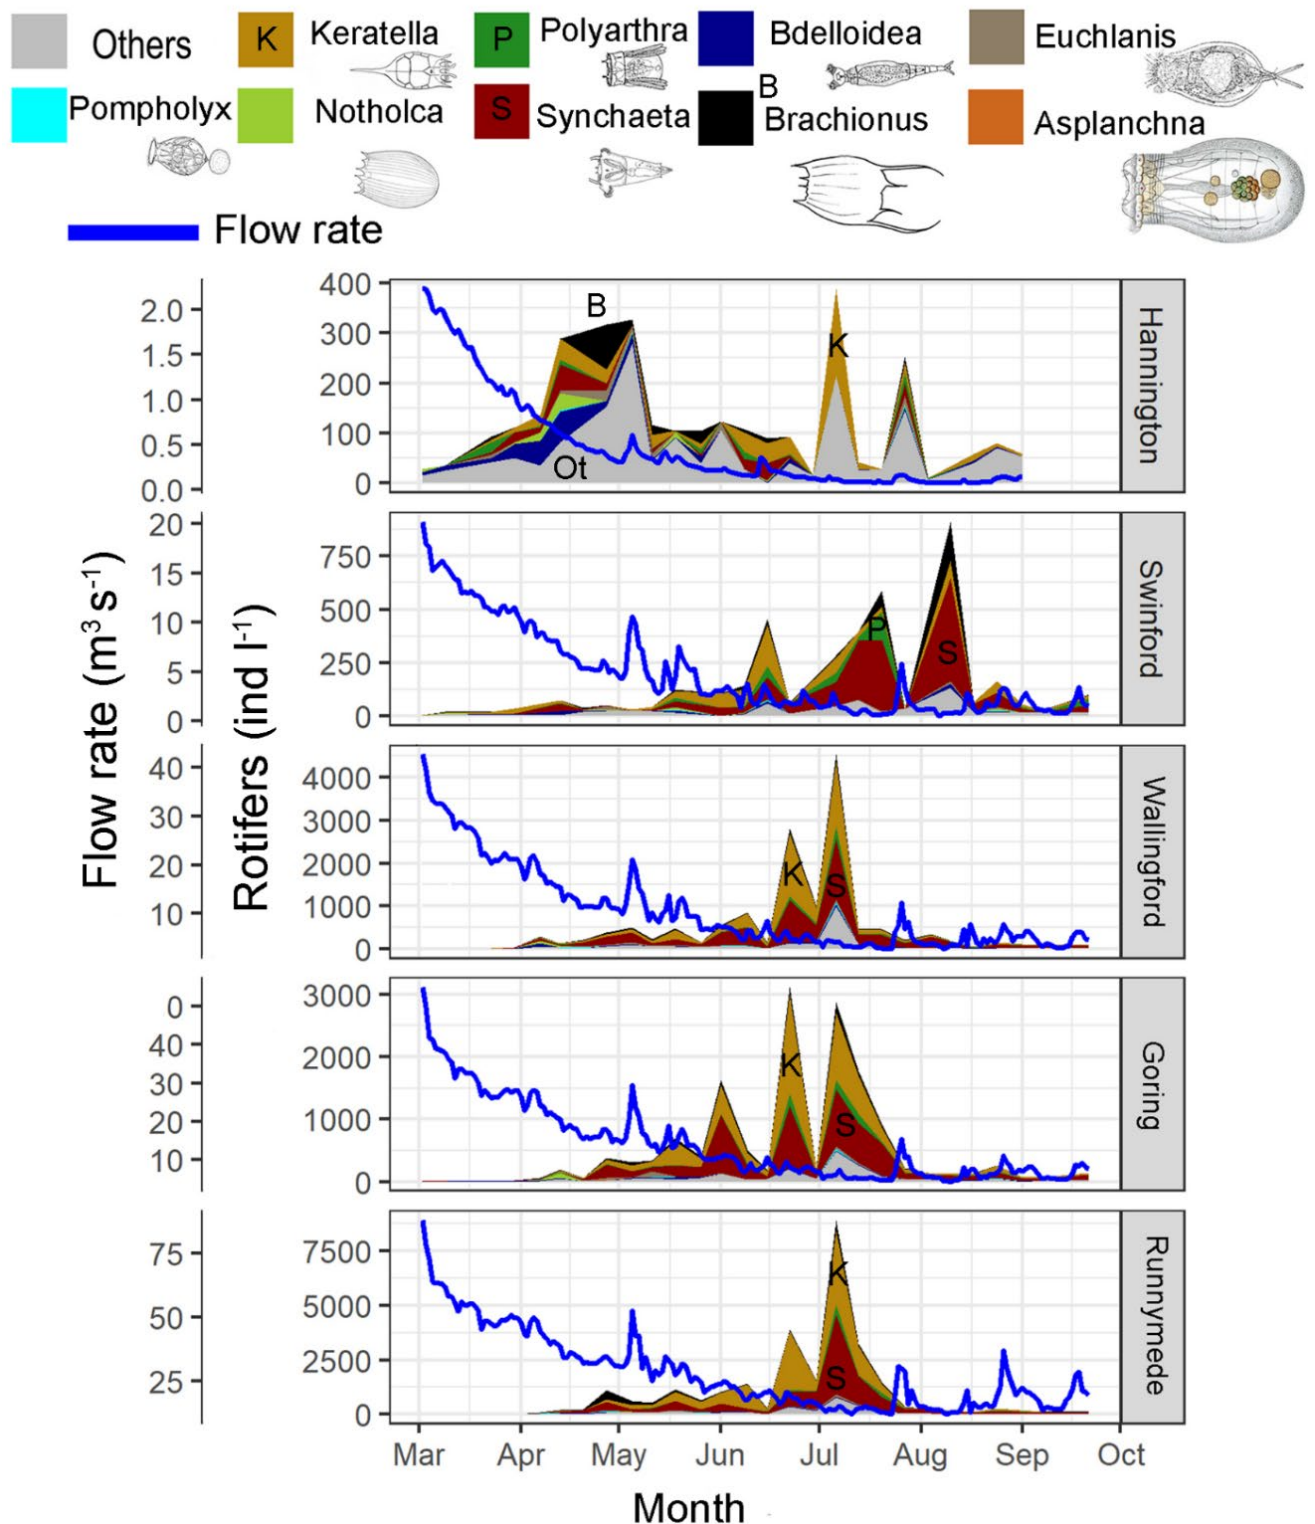 Others
K Keratella
P Polyarthra
Bdelloidea
Euchlanis
Pompholyx
Notholca
S Synchaeta
B
Brachionus
Asplanchna
Flow rate
Flow rate (m³ s⁻¹)
Rotifers (ind l⁻¹)
2.0
1.5
1.0
0.5
0.0
400
300
200
100
0
B
K
Ot
Hannington
20
15
10
5
0
750
500
250
0
P
S
Swinford
40
30
20
10
4000
3000
2000
1000
0
K
S
Wallingford
0
40
30
20
10
3000
2000
1000
0
K
S
Goring
75
50
25
7500
5000
2500
0
K
S
Runnymede
Mar Apr May Jun Jul Aug Sep Oct
Month